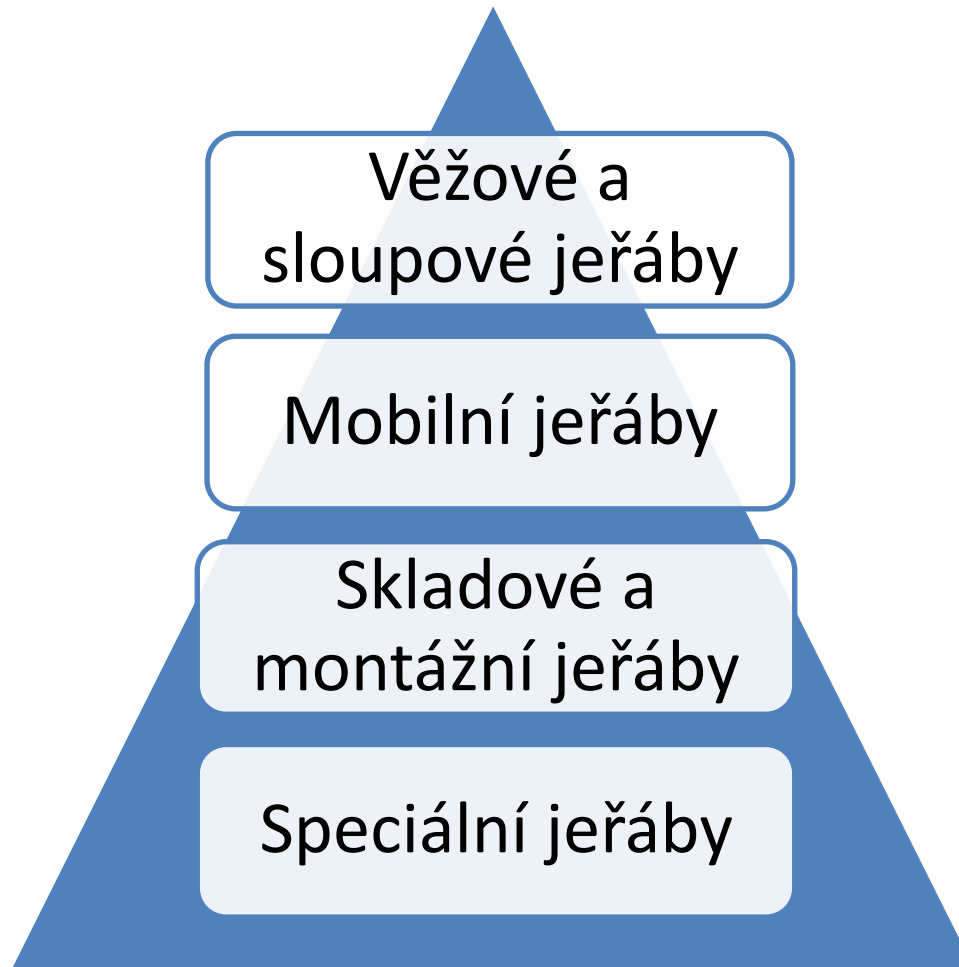 Věžové a
sloupové jeřáby
Mobilní jeřáby
Skladové a
montážní jeřáby
Speciální jeřáby